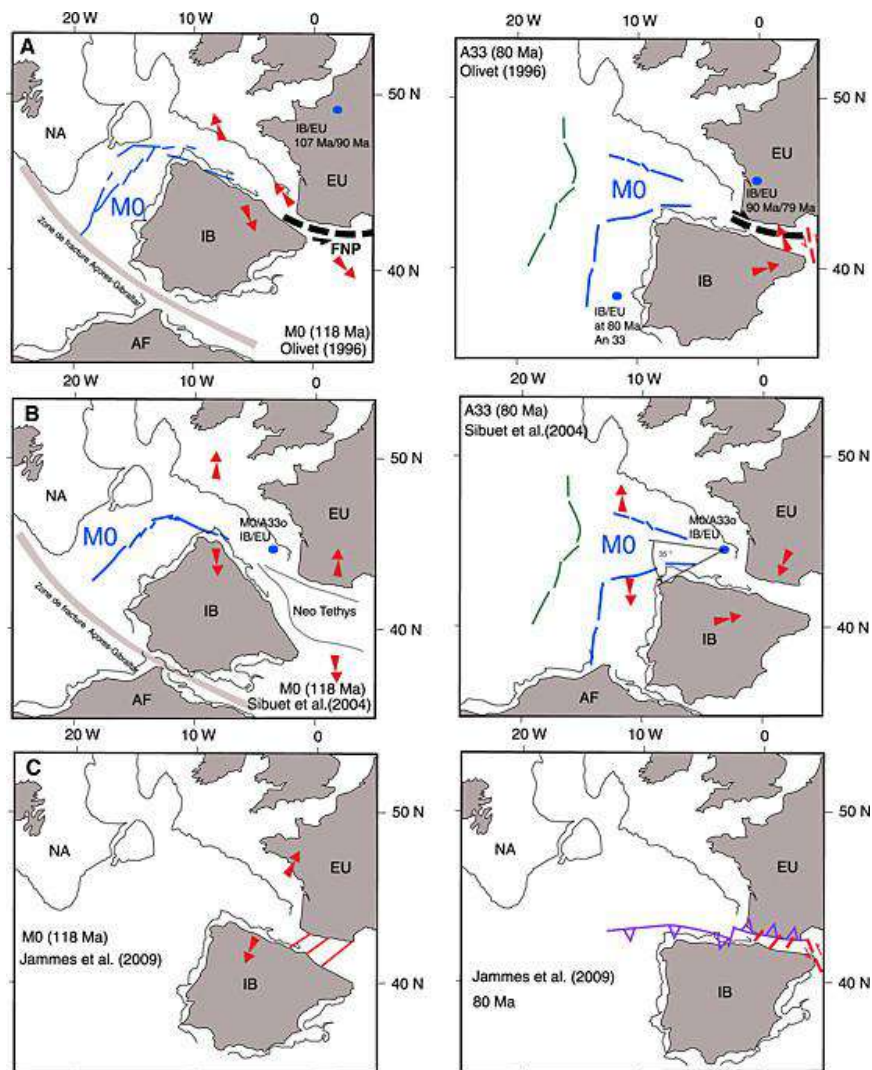 20 W 10 W 0
A
NA
IB/EU
107 Ma/90 Ma
EU
50 N
M0
IB
FNP
40 N
Zone de fracture Açores-Gibraltar
AF
M0 (118 Ma)
Olivet (1996)
20 W 10 W 0
A33 (80 Ma)
Olivet (1996)
50 N
EU
M0
IB/EU
90 Ma/79 Ma
40 N
IB
IB/EU
at 80 Ma
An 33
20 W 10 W 0
B
NA
50 N
EU
M0
M0/A33o
IB/EU
Neo Tethys
IB
40 N
Zone de fracture Açores-Gibraltar
AF
M0 (118 Ma)
Sibuet et al.(2004)
20 W 10 W 0
A33 (80 Ma)
Sibuet et al.(2004)
50 N
EU
M0/A33o
IB/EU
M0
35 °
IB
40 N
AF
20 W 10 W 0
C
NA
50 N
EU
M0 (118 Ma)
Jammes et al. (2009)
IB
40 N
20 W 10 W 0
NA
50 N
EU
Jammes et al. (2009)
80 Ma
IB
40 N